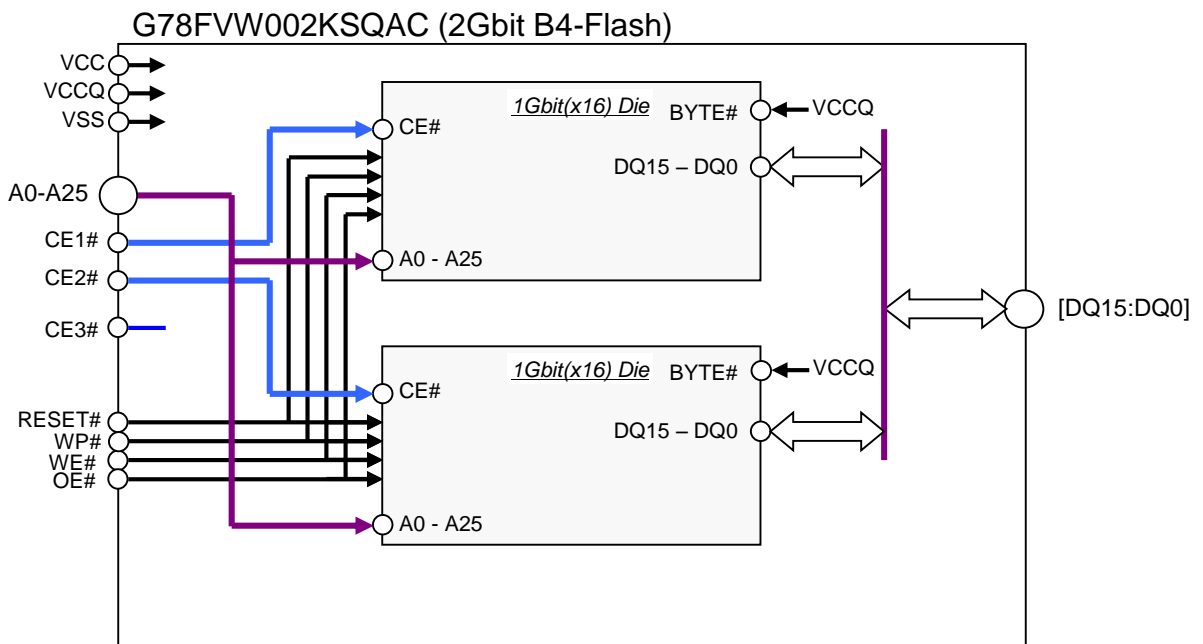 G78FVW002KSQAC (2Gbit B4-Flash)
VCC
VCCQ
VSS
A0-A25
CE1#
CE2#
CE3#
RESET#
WP#
WE#
OE#
1Gbit(x16) Die
CE#
BYTE#
VCCQ
DQ15 – DQ0
A0 - A25
1Gbit(x16) Die
CE#
BYTE#
VCCQ
DQ15 – DQ0
A0 - A25
[DQ15:DQ0]